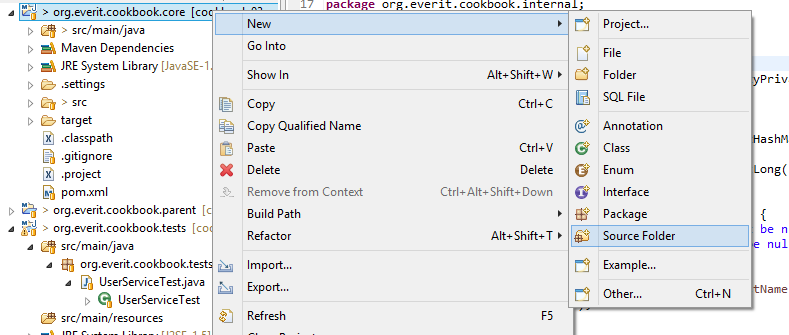 > org.everit.cookbook.core [cookbook 02
> src/main/java
Maven Dependencies
JRE System Library [JavaSE-1.
.settings
> src
target
.classpath
.gitignore
.project
pom.xml
> org.everit.cookbook.parent [c
> org.everit.cookbook.tests [coo
src/main/java
org.everit.cookbook.tests
UserServiceTest.java
UserServiceTest
src/main/resources
JRE System Library [J2SE-1.5]
New
Go Into
Show In Alt+Shift+W
Copy Ctrl+C
Copy Qualified Name
Paste Ctrl+V
Delete Delete
Remove from Context Ctrl+Alt+Shift+Down
Build Path
Refactor Alt+Shift+T
Import...
Export...
Refresh F5
Project...
File
Folder
SQL File
Annotation
Class
Enum
Interface
Package
Source Folder
Example...
Other... Ctrl+N
17 package org.everit.cookbook.internal;
yPriv
HashM
Long(
{
be n
e nul
tName